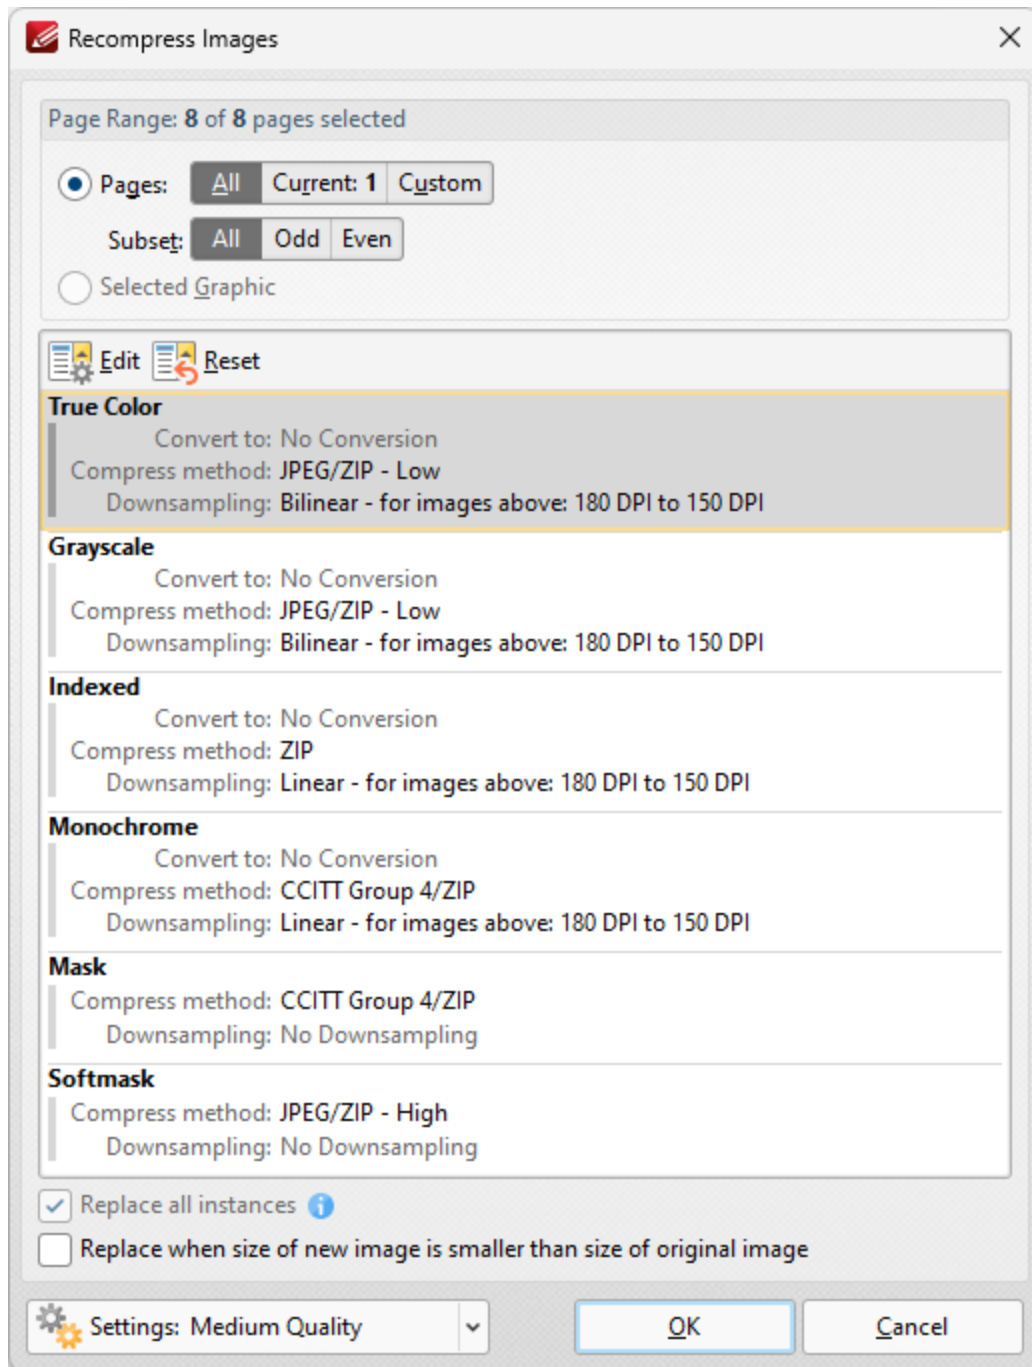 Recompress Images
Page Range: 8 of 8 pages selected
Pages: All Current: 1 Custom
Subset: All Odd Even
Selected Graphic
Edit Reset
True Color
Convert to: No Conversion
Compress method: JPEG/ZIP - Low
Downsampling: Bilinear - for images above: 180 DPI to 150 DPI
Grayscale
Convert to: No Conversion
Compress method: JPEG/ZIP - Low
Downsampling: Bilinear - for images above: 180 DPI to 150 DPI
Indexed
Convert to: No Conversion
Compress method: ZIP
Downsampling: Linear - for images above: 180 DPI to 150 DPI
Monochrome
Convert to: No Conversion
Compress method: CCITT Group 4/ZIP
Downsampling: Linear - for images above: 180 DPI to 150 DPI
Mask
Compress method: CCITT Group 4/ZIP
Downsampling: No Downsampling
Softmask
Compress method: JPEG/ZIP - High
Downsampling: No Downsampling
Replace all instances
Replace when size of new image is smaller than size of original image
Settings: Medium Quality OK Cancel